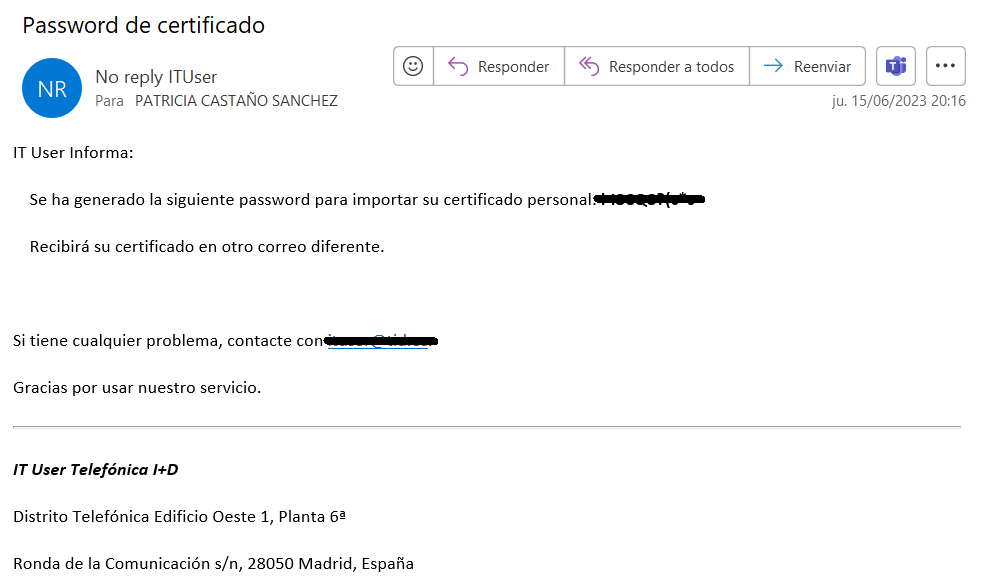 Password de certificado
NR
No reply ITUser
Para PATRICIA CASTAÑO SANCHEZ
Responder
Responder a todos
Reenviar
ju. 15/06/2023 20:16
IT User Informa:
Se ha generado la siguiente password para importar su certificado personal:
Recibirá su certificado en otro correo diferente.
Si tiene cualquier problema, contacte con
Gracias por usar nuestro servicio.
IT User Telefónica I+D
Distrito Telefónica Edificio Oeste 1, Planta 6ª
Ronda de la Comunicación s/n, 28050 Madrid, España